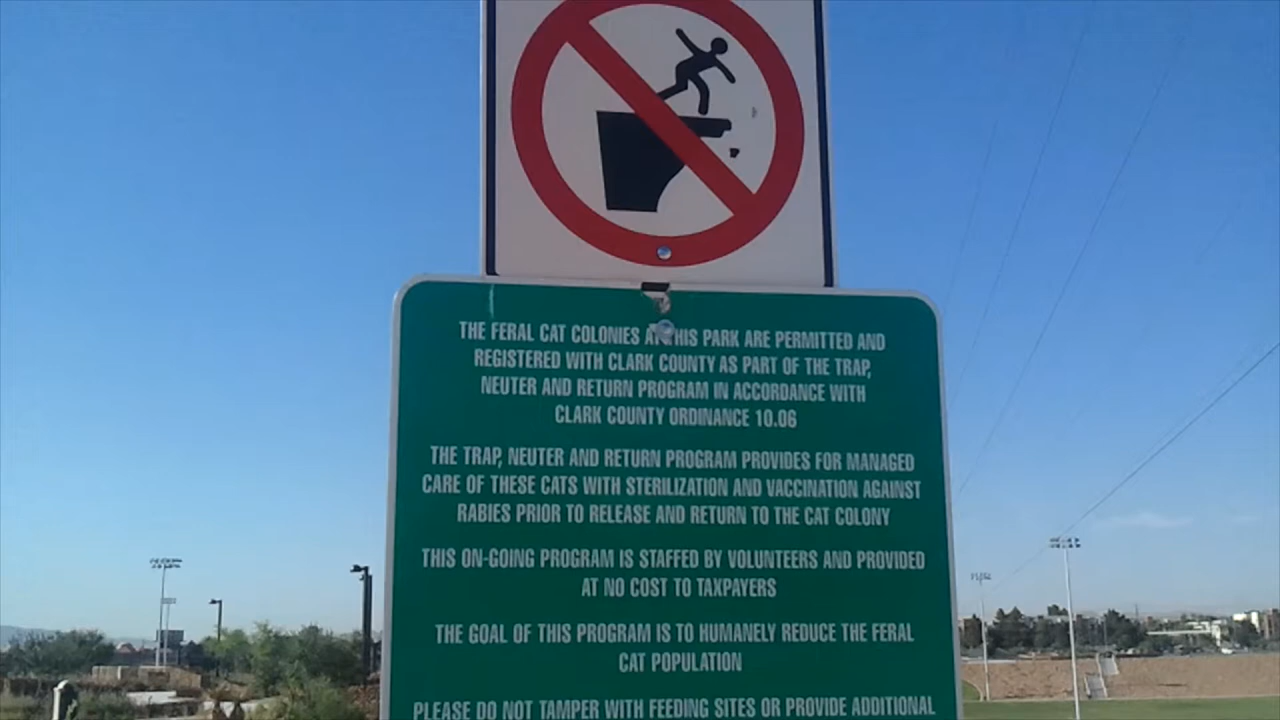 THE FERAL CAT COLONIES AT THIS PARK ARE PERMITTED AND
REGISTERED WITH CLARK COUNTY AS PART OF THE TRAP,
NEUTER AND RETURN PROGRAM IN ACCORDANCE WITH
CLARK COUNTY ORDINANCE 10.06
THE TRAP, NEUTER AND RETURN PROGRAM PROVIDES FOR MANAGED
CARE OF THESE CATS WITH STERILIZATION AND VACCINATION AGAINST
RABIES PRIOR TO RELEASE AND RETURN TO THE CAT COLONY
THIS ON-GOING PROGRAM IS STAFFED BY VOLUNTEERS AND PROVIDED
AT NO COST TO TAXPAYERS
THE GOAL OF THIS PROGRAM IS TO HUMANELY REDUCE THE FERAL
CAT POPULATION
PLEASE DO NOT TAMPER WITH FEEDING SITES OR PROVIDE ADDITIONAL